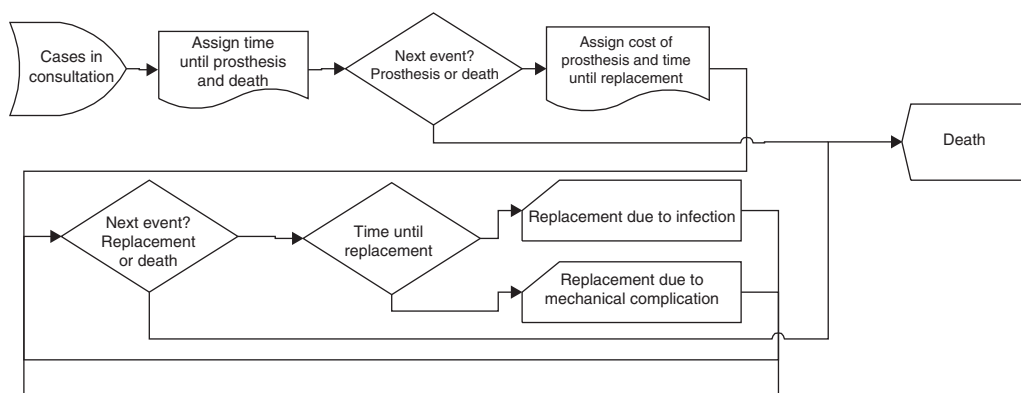 Cases in
consultation
Assign time
until prosthesis
and death
Next event?
Prosthesis or death
Assign cost of
prosthesis and time
until replacement
Death
Next event?
Replacement
or death
Time until
replacement
Replacement due to infection
Replacement due to
mechanical complication